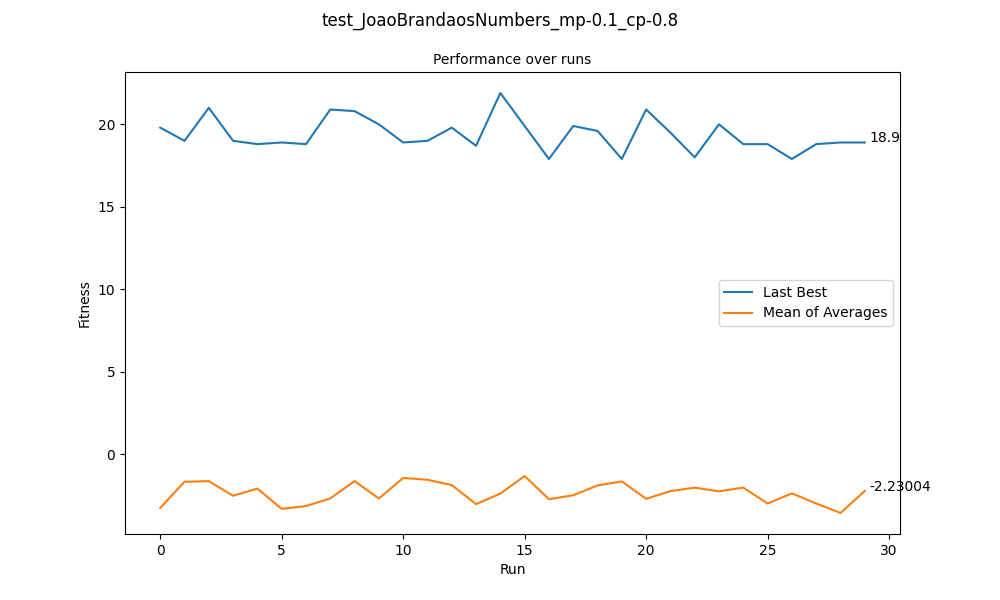 test_JoaoBrandaosNumbers_mp-0.1_cp-0.8
Performance over runs
Fitness
20
15
10
5
0
18.9
-2.23004
Last Best
Mean of Averages
0 5 10 15 20 25 30
Run